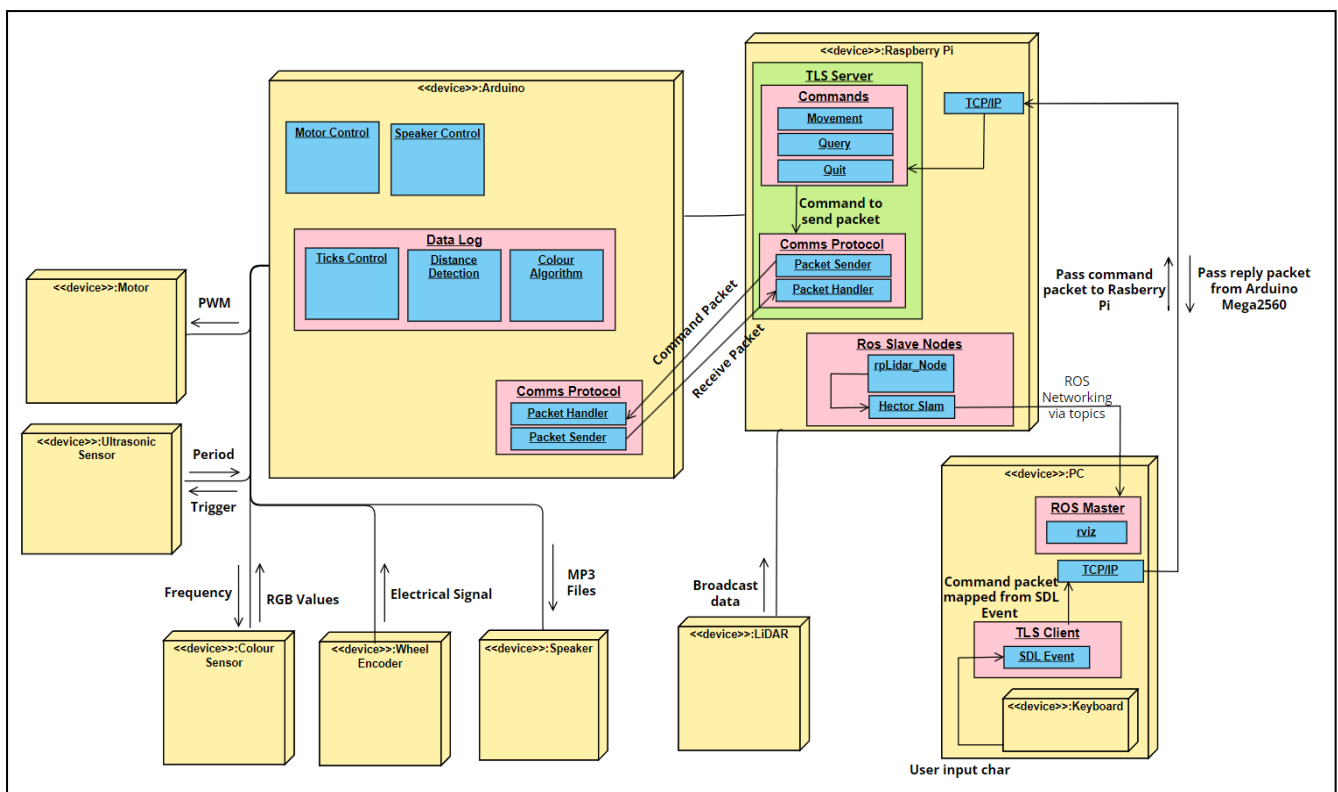 <<device>>:Raspberry Pi
TLS Server
Commands
Movement
Query
Quit
TCP/IP
Command to
send packet
Comms Protocol
Packet Sender
Packet Handler
Ros Slave Nodes
rpLidar_Node
Hector Slam
<<device>>:Arduino
Motor Control
Speaker Control
Data Log
Ticks Control
Distance
Detection
Colour
Algorithm
Comms Protocol
Packet Handler
Packet Sender
Command Packet
Receive Packet
<<device>>:Motor
PWM
<<device>>:Ultrasonic
Sensor
Period
Trigger
Frequency
RGB Values
Electrical Signal
MP3
Files
Broadcast
data
<<device>>:Colour
Sensor
<<device>>:Wheel
Encoder
<<device>>:Speaker
<<device>>:LiDAR
Pass command
packet to Rasberry
Pi
Pass reply packet
from Arduino
Mega2560
ROS
Networking
via topics
<<device>>:PC
ROS Master
rviz
TCP/IP
Command packet
mapped from SDL
Event
TLS Client
SDL Event
<<device>>:Keyboard
User input char